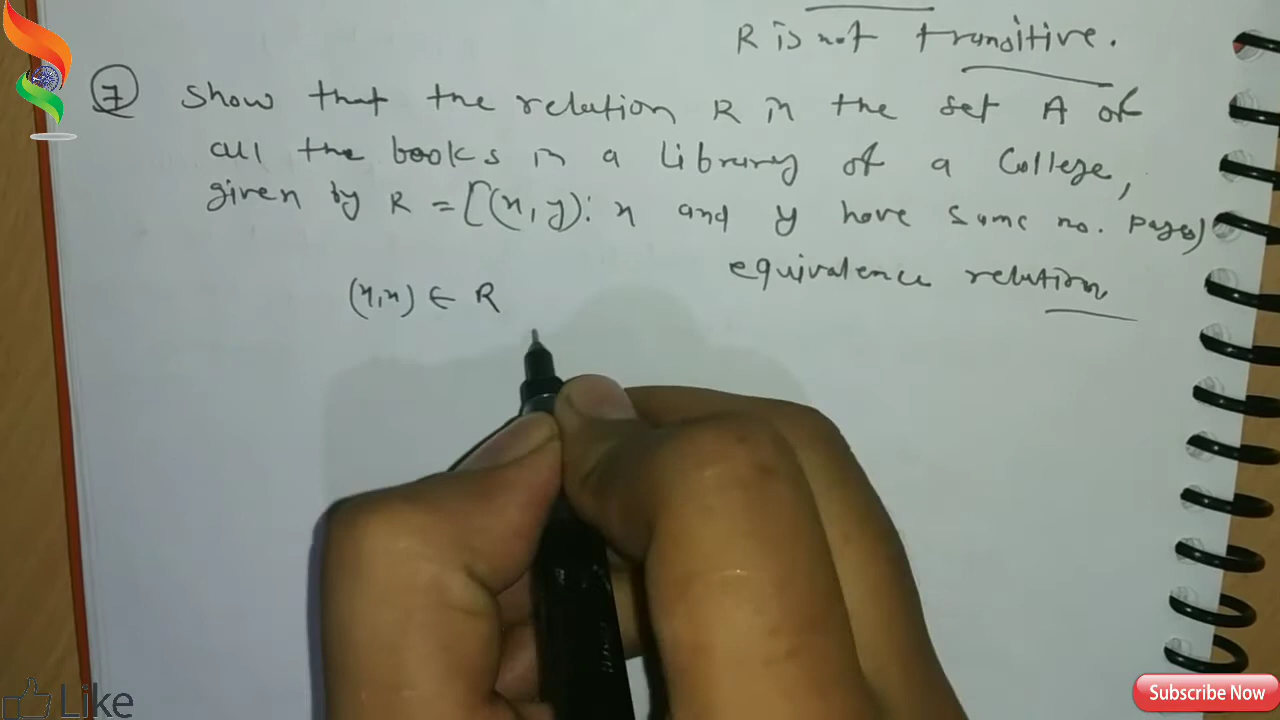 R is not transitive.
7 Show that the relation R in the set A of
all the books in a Library of a College,
given by R = [(x, y): x and y have same no. pages}
equivalence relation
(x, x) ∈ R
Like
Subscribe Now